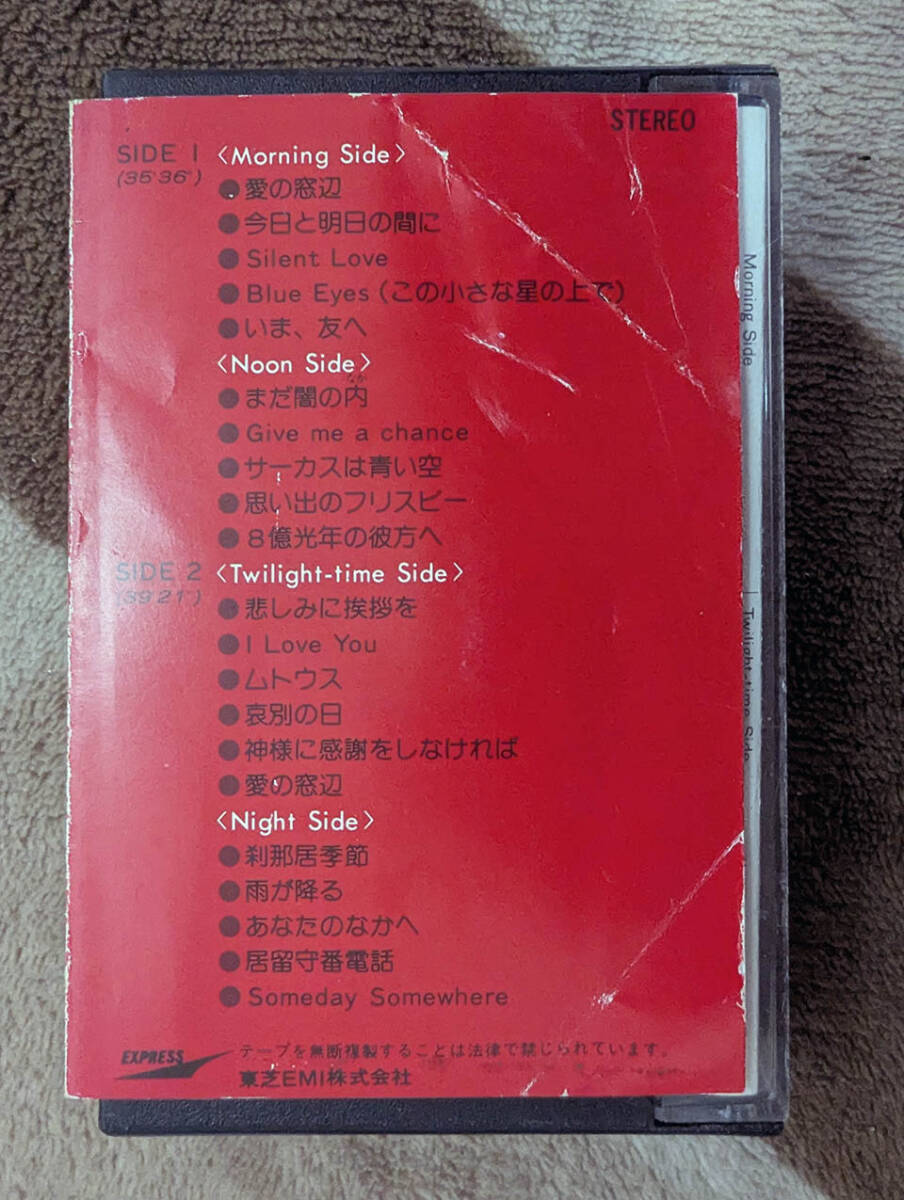 STEREO
SIDE 1 〈Morning Side〉
(35'36")
●愛の窓辺
●今日と明日の間に
●Silent Love
●Blue Eyes (この小さな星の上で)
●いま、友へ
〈Noon Side〉
なか
●まだ闇の内
●Give me a chance
●サーカスは青い空
●思い出のフリスビー
●8億光年の彼方へ
SIDE 2 〈Twilight-time Side〉
(39'21")
●悲しみに挨拶を
●I Love You
●ムトウス
●哀別の日
●神様に感謝をしなければ
●愛の窓辺
〈Night Side〉
●刹那居季節
●雨が降る
●あなたのなかへ
●居留守番電話
●Someday Somewhere
EXPRESS
テープを無断複製することは法律で禁じられています。
東芝EMI株式会社
Morning Side
Twilight-time Side